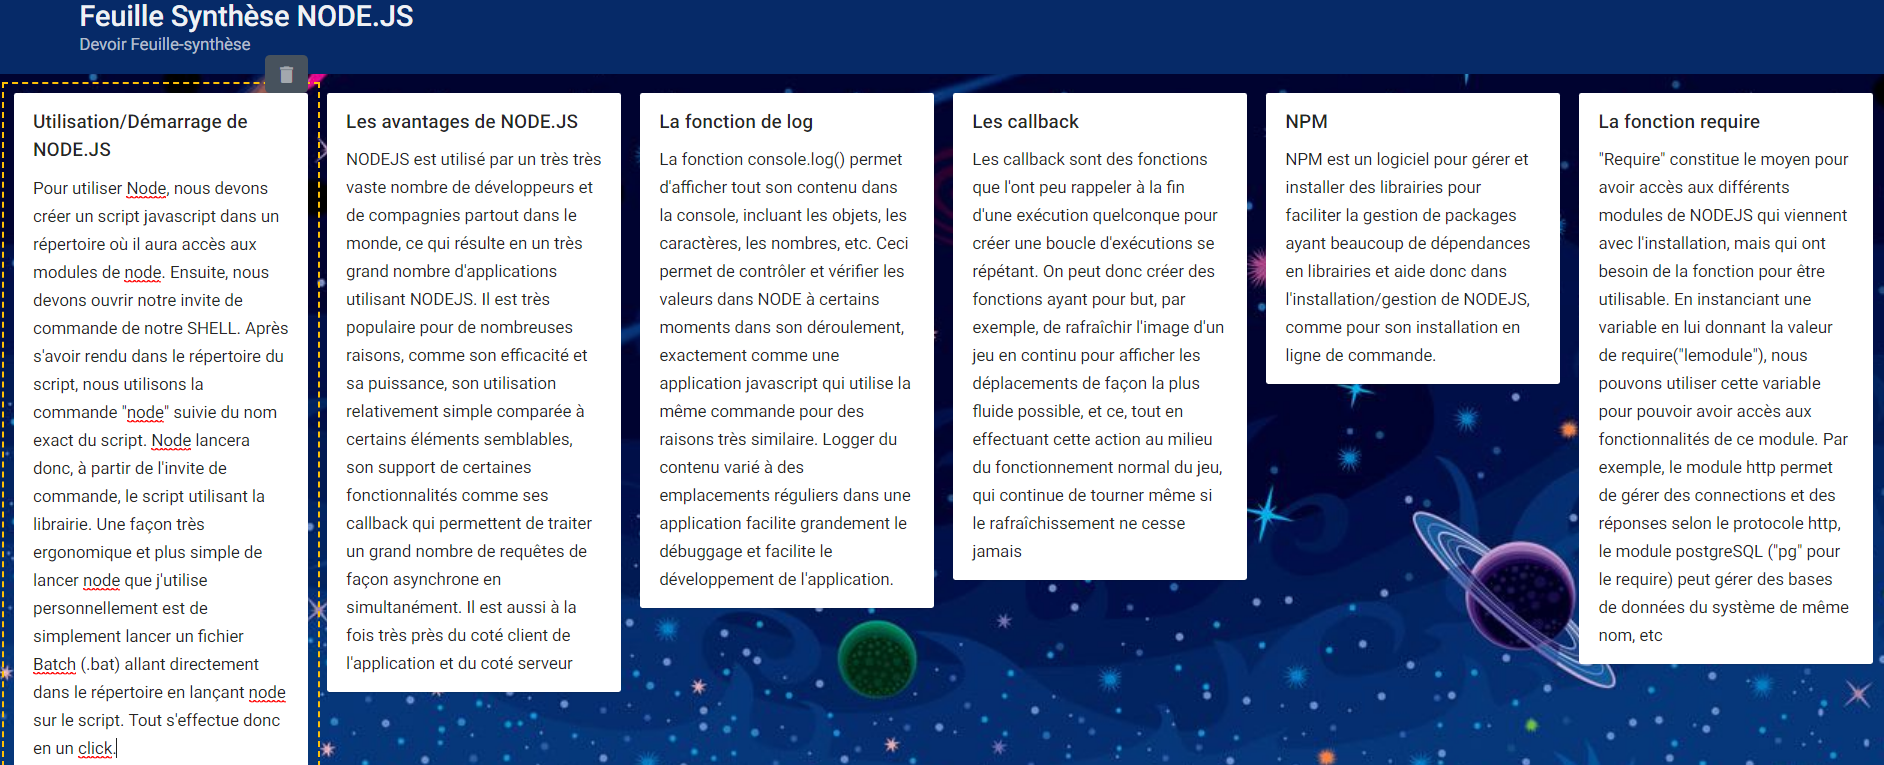 Feuille Synthèse NODE.JS
Devoir Feuille-synthèse
Utilisation/Démarrage de
NODE.JS
Pour utiliser Node, nous devons
créer un script javascript dans un
répertoire où il aura accès aux
modules de node. Ensuite, nous
devons ouvrir notre invite de
commande de notre SHELL. Après
s'avoir rendu dans le répertoire du
script, nous utilisons la
commande "node" suivie du nom
exact du script. Node lancera
donc, à partir de l'invite de
commande, le script utilisant la
librairie. Une façon très
ergonomique et plus simple de
lancer node que j'utilise
personnellement est de
simplement lancer un fichier
Batch (.bat) allant directement
dans le répertoire en lançant node
sur le script. Tout s'effectue donc
en un click.
Les avantages de NODE.JS
NODEJS est utilisé par un très très
vaste nombre de développeurs et
de compagnies partout dans le
monde, ce qui résulte en un très
grand nombre d'applications
utilisant NODEJS. Il est très
populaire pour de nombreuses
raisons, comme son efficacité et
sa puissance, son utilisation
relativement simple comparée à
certains éléments semblables,
son support de certaines
fonctionnalités comme ses
callback qui permettent de traiter
un grand nombre de requêtes de
façon asynchrone en
simultanément. Il est aussi à la
fois très près du coté client de
l'application et du coté serveur
La fonction de log
La fonction console.log() permet
d'afficher tout son contenu dans
la console, incluant les objets, les
caractères, les nombres, etc. Ceci
permet de contrôler et vérifier les
valeurs dans NODE à certains
moments dans son déroulement,
exactement comme une
application javascript qui utilise la
même commande pour des
raisons très similaire. Logger du
contenu varié à des
emplacements réguliers dans une
application facilite grandement le
débuggage et facilite le
développement de l'application.
Les callback
Les callback sont des fonctions
que l'ont peu rappeler à la fin
d'une exécution quelconque pour
créer une boucle d'exécutions se
répétant. On peut donc créer des
fonctions ayant pour but, par
exemple, de rafraîchir l'image d'un
jeu en continu pour afficher les
déplacements de façon la plus
fluide possible, et ce, tout en
effectuant cette action au milieu
du fonctionnement normal du jeu,
qui continue de tourner même si
le rafraîchissement ne cesse
jamais
NPM
NPM est un logiciel pour gérer et
installer des librairies pour
faciliter la gestion de packages
ayant beaucoup de dépendances
en librairies et aide donc dans
l'installation/gestion de NODEJS,
comme pour son installation en
ligne de commande.
La fonction require
"Require" constitue le moyen pour
avoir accès aux différents
modules de NODEJS qui viennent
avec l'installation, mais qui ont
besoin de la fonction pour être
utilisable. En instanciant une
variable en lui donnant la valeur
de require("lemodule"), nous
pouvons utiliser cette variable
pour pouvoir avoir accès aux
fonctionnalités de ce module. Par
exemple, le module http permet
de gérer des connections et des
réponses selon le protocole http,
le module postgreSQL ("pg" pour
le require) peut gérer des bases
de données du système de même
nom, etc